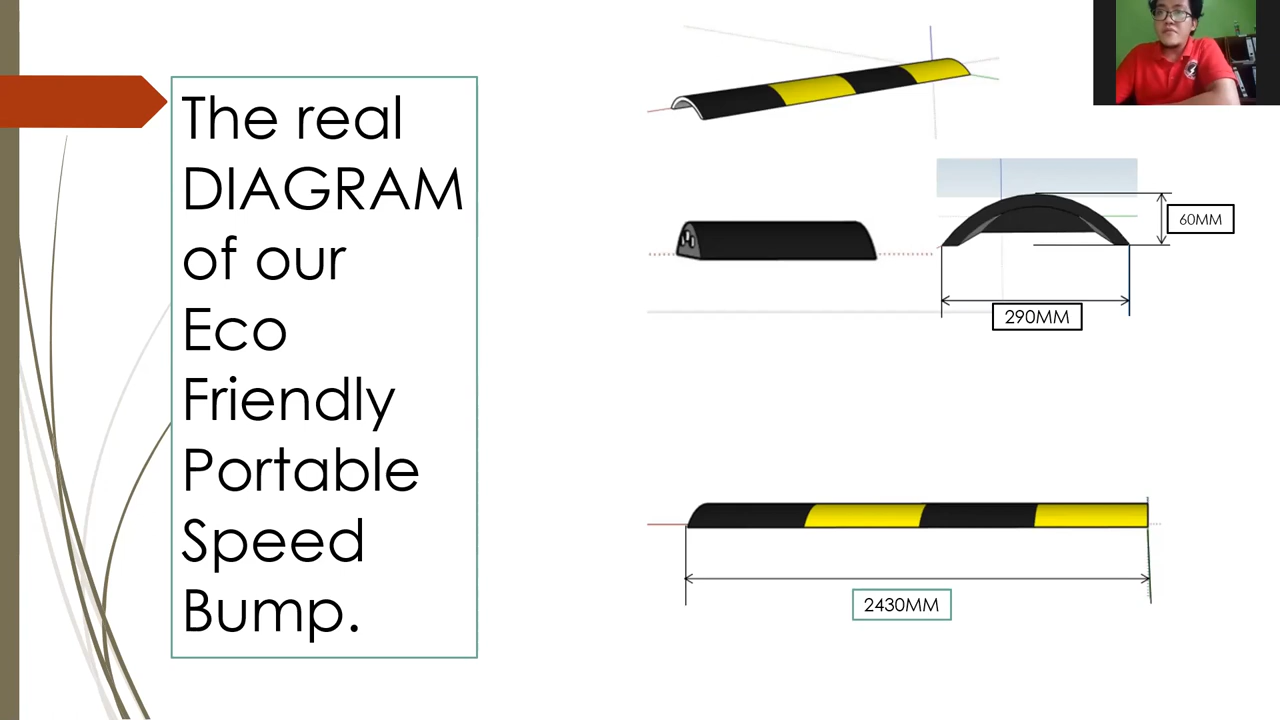 The real
DIAGRAM
of our
Eco
Friendly
Portable
Speed
Bump.
60MM
290MM
2430MM